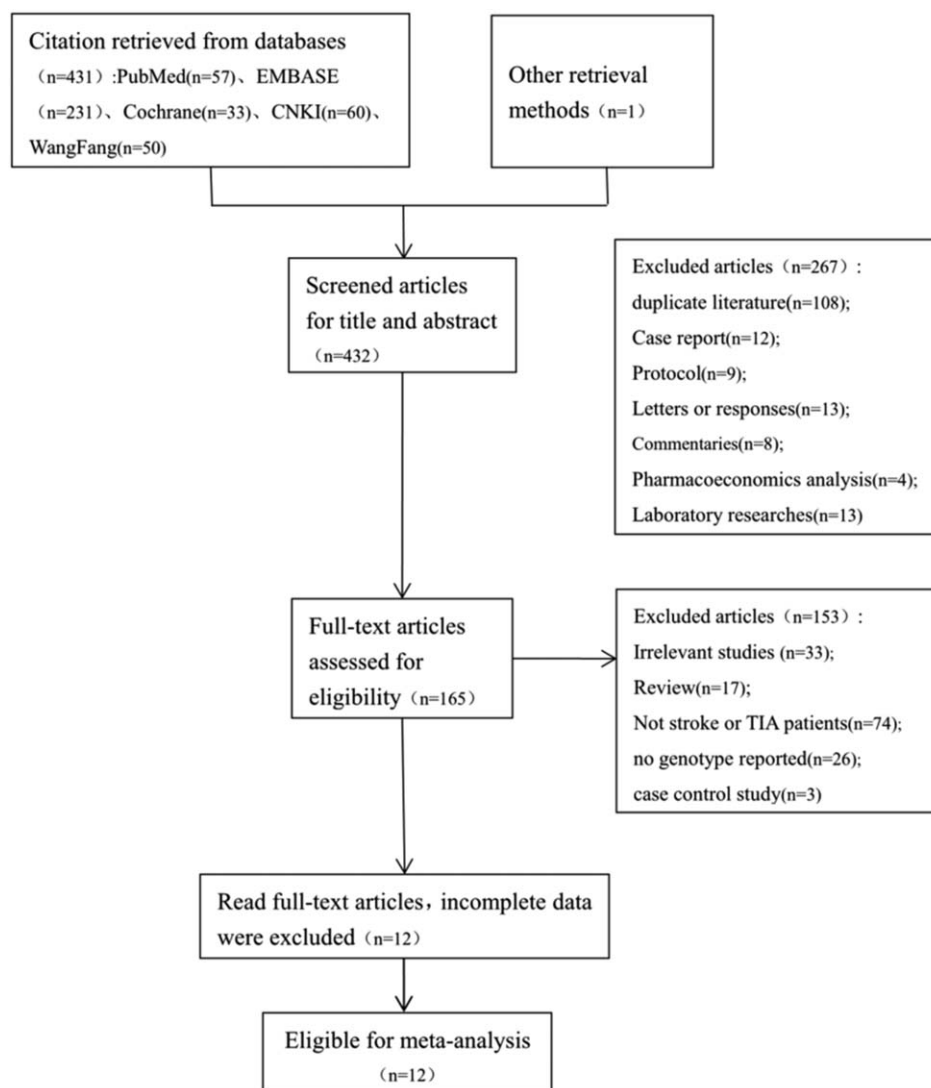 Citation retrieved from databases
（n=431）:PubMed(n=57)、EMBASE
（n=231）、Cochrane(n=33)、CNKI(n=60)、
WangFang(n=50)
Other retrieval
methods（n=1）
Screened articles
for title and abstract
（n=432）
Excluded articles（n=267）:
duplicate literature(n=108);
Case report(n=12);
Protocol(n=9);
Letters or responses(n=13);
Commentaries(n=8);
Pharmacoeconomics analysis(n=4);
Laboratory researches(n=13)
Full-text articles
assessed for
eligibility（n=165）
Excluded articles（n=153）:
Irrelevant studies (n=33);
Review(n=17);
Not stroke or TIA patients(n=74);
no genotype reported(n=26);
case control study(n=3)
Read full-text articles，incomplete data
were excluded（n=12）
Eligible for meta-analysis
（n=12）